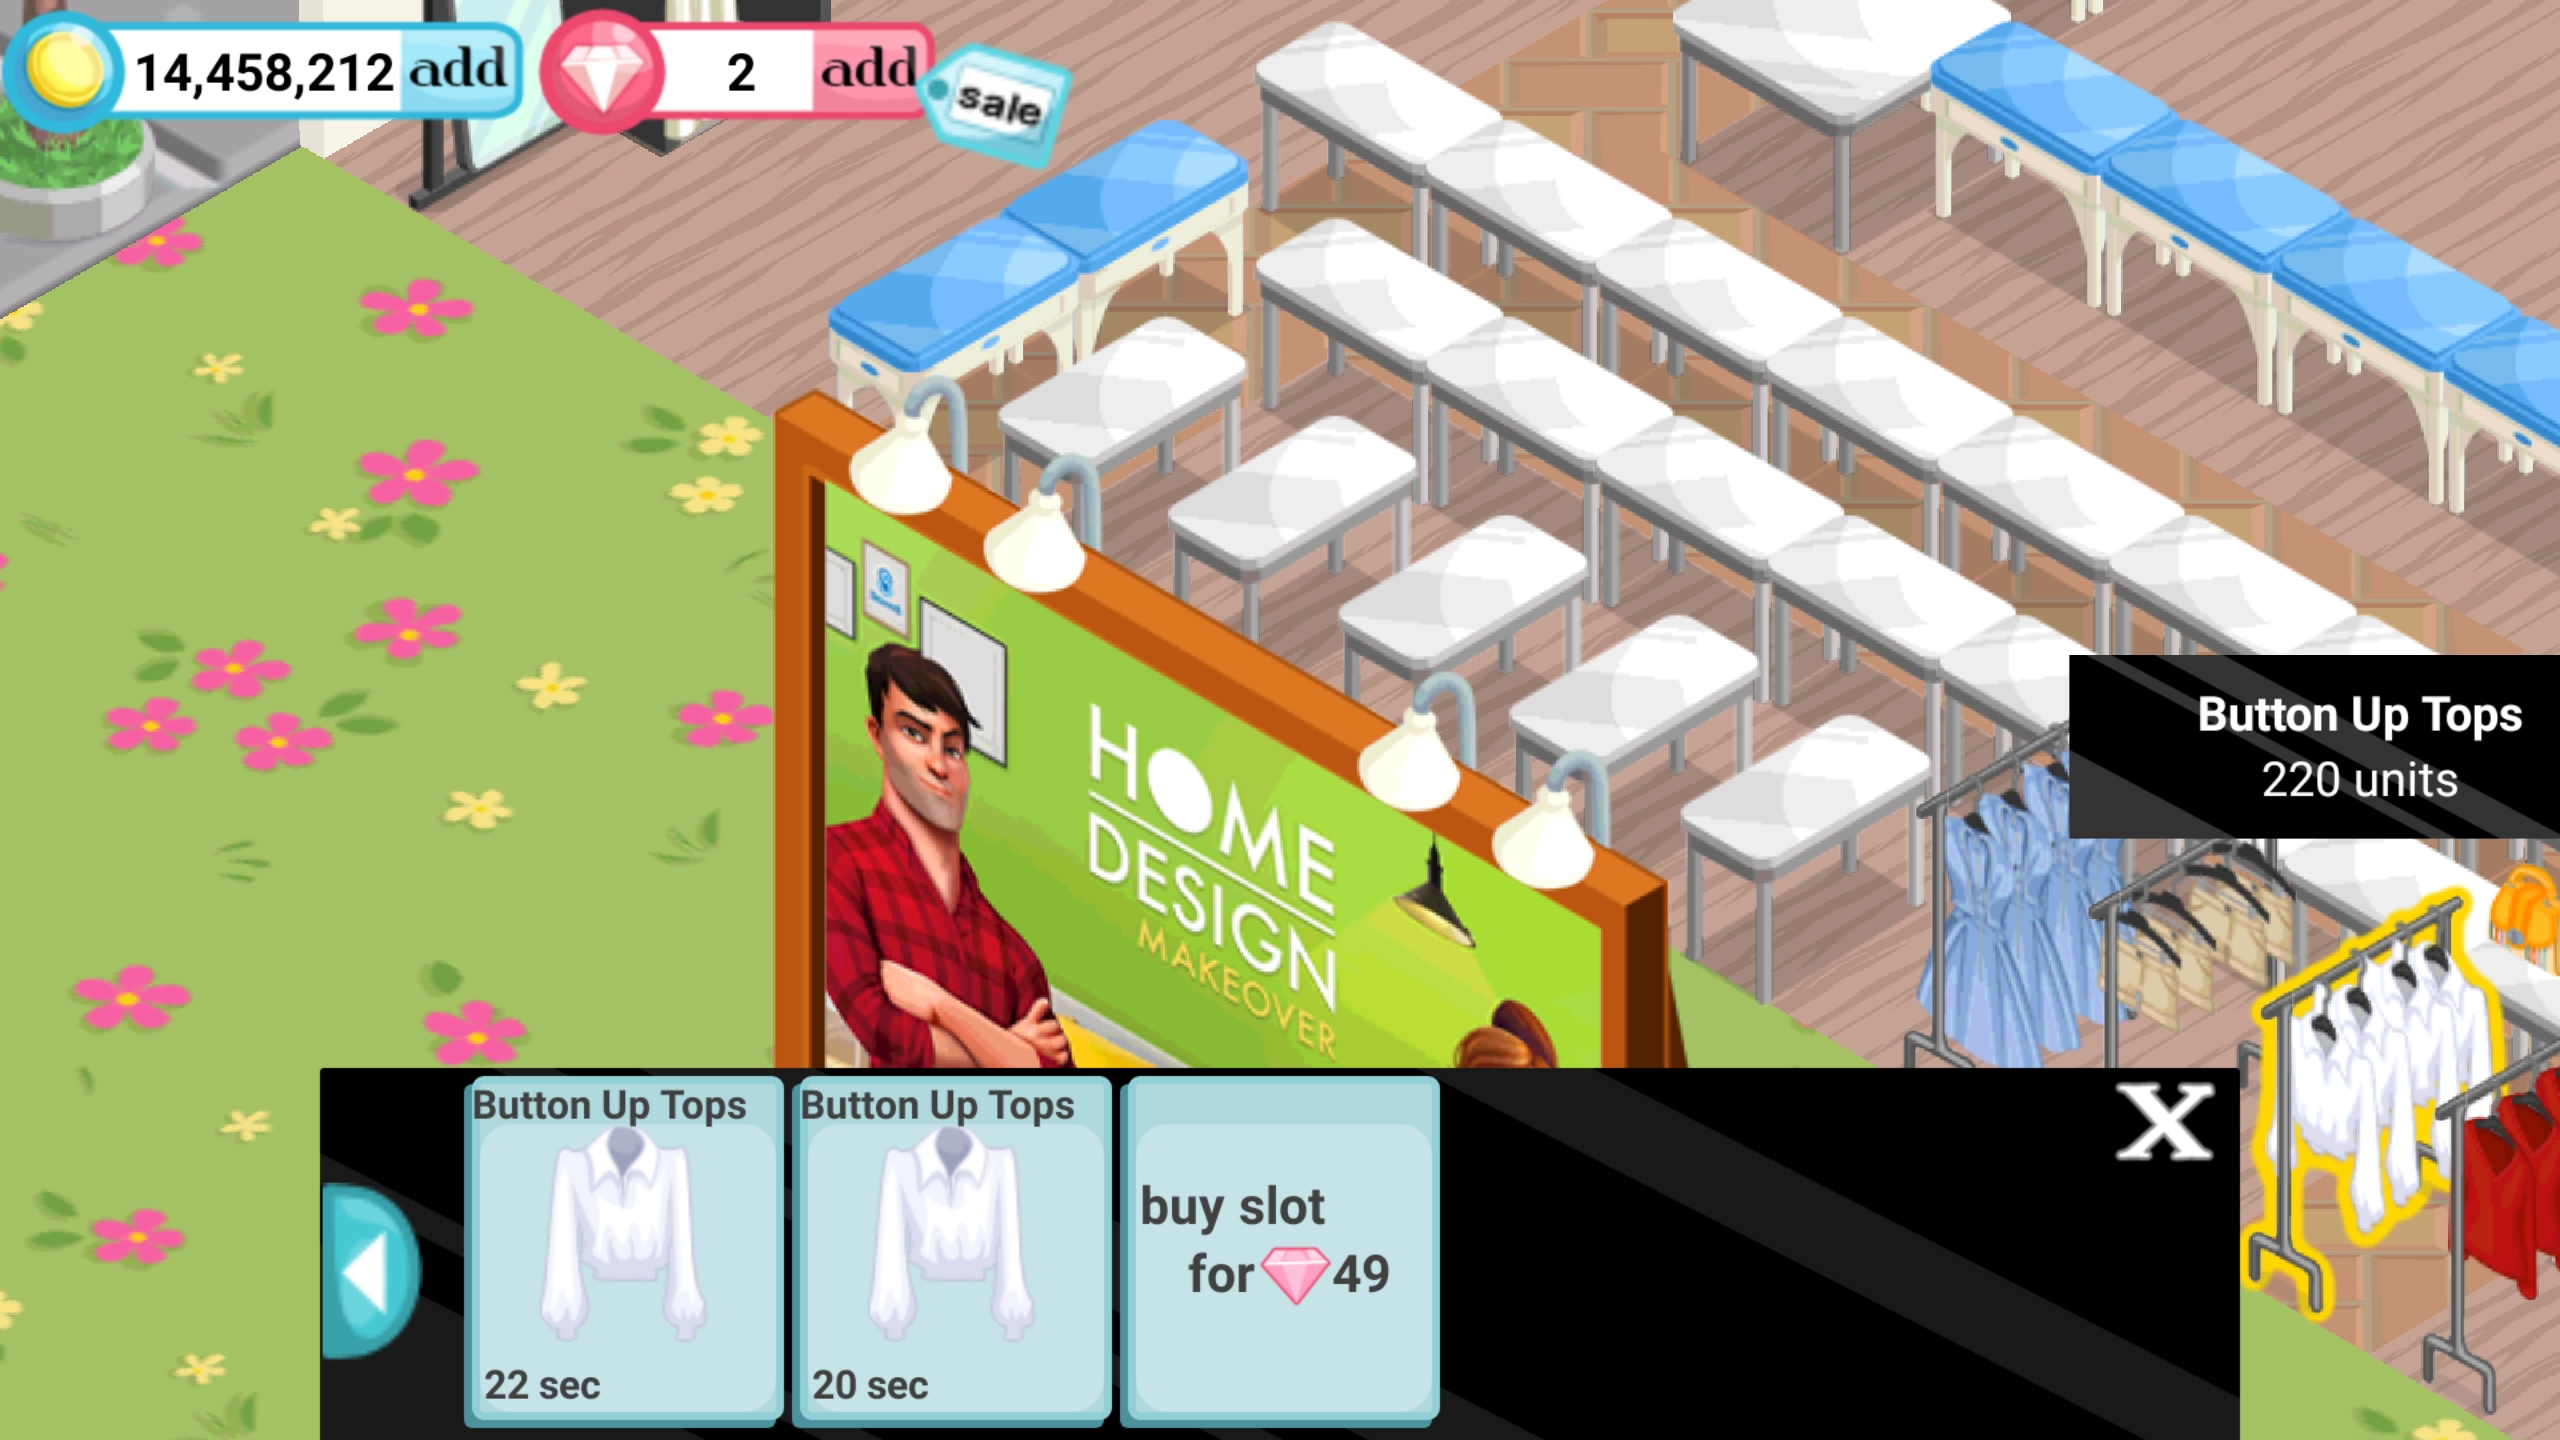 14,458,212 add
2 add
sale
HOME
DESIGN
MAKEOVER
Button Up Tops
220 units
Button Up Tops
22 sec
Button Up Tops
20 sec
buy slot
for 49
X